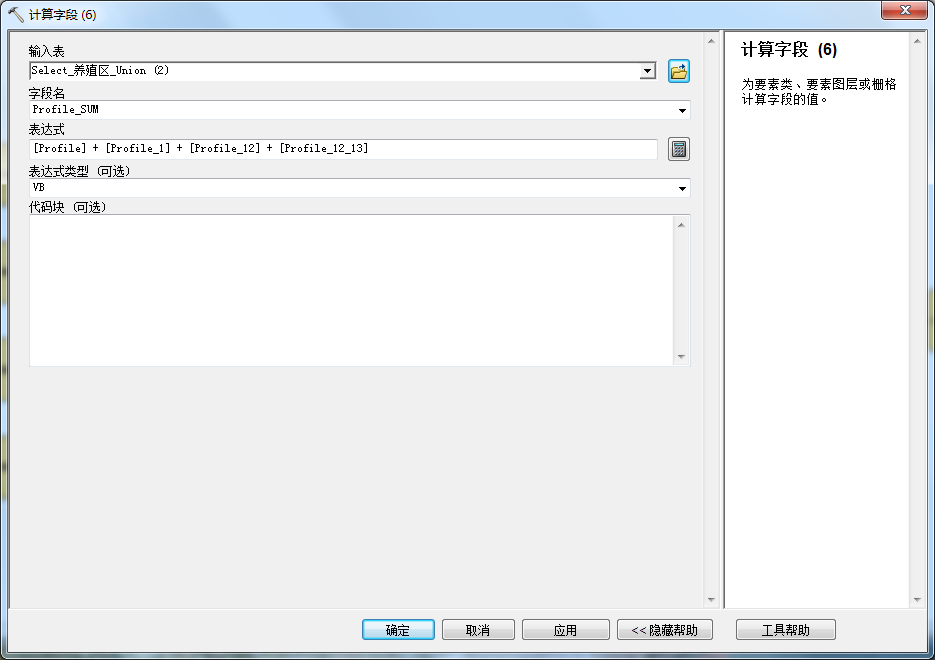 计算字段 (6)
输入表
Select_养殖区_Union (2)
字段名
Profile_SUM
表达式
[Profile] + [Profile_1] + [Profile_12] + [Profile_12_13]
表达式类型 (可选)
VB
代码块 (可选)
计算字段 (6)
为要素类、要素图层或栅格
计算字段的值。
确定
取消
应用
<< 隐藏帮助
工具帮助